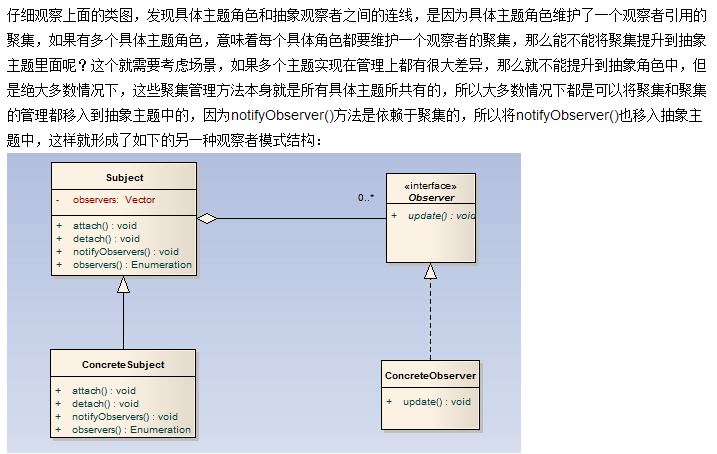 仔细观察上面的类图，发现具体主题角色和抽象观察者之间的连线，是因为具体主题角色维护了一个观察者引用的
聚集，如果有多个具体主题角色，意味着每个具体角色都要维护一个观察者的聚集，那么能不能将聚集提升到抽象
主题里面呢？这个就需要考虑场景，如果多个主题实现在管理上都有很大差异，那么就不能提升到抽象角色中，但
是绝大多数情况下，这些聚集管理方法本身就是所有具体主题所共有的，所以大多数情况下都是可以将聚集和聚集
的管理都移入到抽象主题中的，因为notifyObserver()方法是依赖于聚集的，所以将notifyObserver()也移入抽象主
题中，这样就形成了如下的另一种观察者模式结构：
Subject
- observers: Vector
+ attach() : void
+ detach() : void
+ notifyObservers() : void
+ observers() : Enumeration
0..*
«interface»
Observer
+ update() : void
ConcreteSubject
+ attach() : void
+ detach() : void
+ notifyObservers() : void
+ observers() : Enumeration
ConcreteObserver
+ update() : void